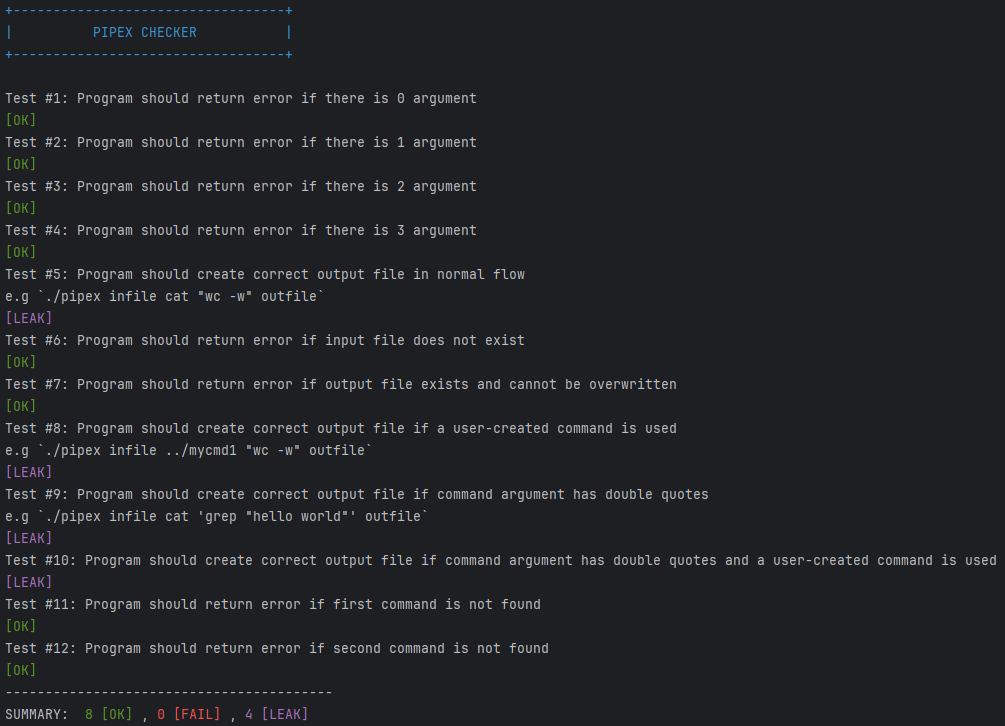 +----------------------------------+
|          PIPEX CHECKER           |
+----------------------------------+
Test #1: Program should return error if there is 0 argument
[OK]
Test #2: Program should return error if there is 1 argument
[OK]
Test #3: Program should return error if there is 2 argument
[OK]
Test #4: Program should return error if there is 3 argument
[OK]
Test #5: Program should create correct output file in normal flow
e.g `./pipex infile cat "wc -w" outfile`
[LEAK]
Test #6: Program should return error if input file does not exist
[OK]
Test #7: Program should return error if output file exists and cannot be overwritten
[OK]
Test #8: Program should create correct output file if a user-created command is used
e.g `./pipex infile ../mycmd1 "wc -w" outfile`
[LEAK]
Test #9: Program should create correct output file if command argument has double quotes
e.g `./pipex infile cat 'grep "hello world"' outfile`
[LEAK]
Test #10: Program should create correct output file if command argument has double quotes and a user-created command is used
[LEAK]
Test #11: Program should return error if first command is not found
[OK]
Test #12: Program should return error if second command is not found
[OK]
-----------------------------------------
SUMMARY:  8 [OK] , 0 [FAIL] , 4 [LEAK]